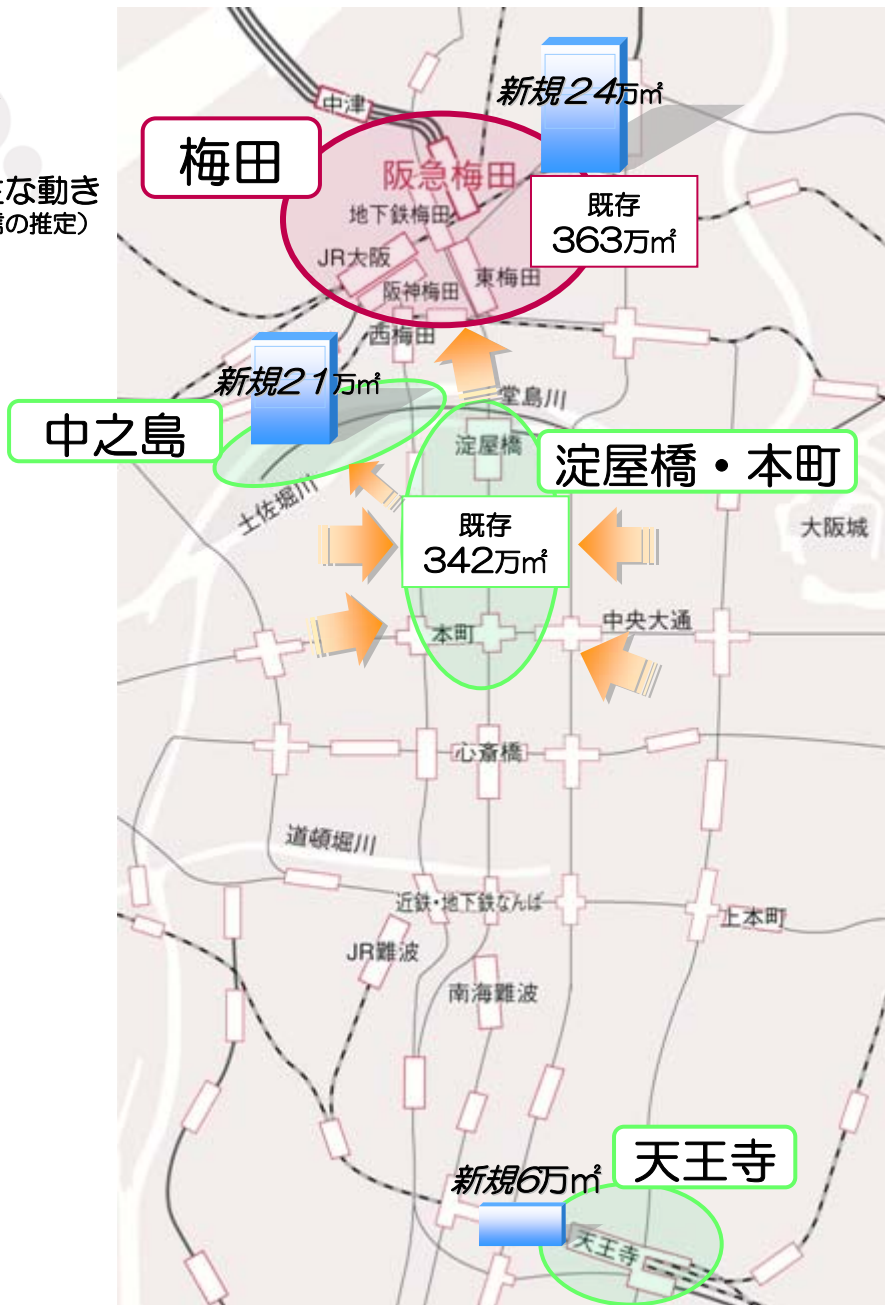 中津
新規24万㎡
梅田
阪急梅田
な動き
の推定）
既存
363万㎡
地下鉄梅田
JR大阪
東梅田
阪神梅田
西梅田
新規21万㎡
堂島川
中之島
淀屋橋
淀屋橋・本町
土佐堀川
既存
342万㎡
大阪城
中央大通
本町
心斎橋
道頓堀川
近鉄・地下鉄なんば
上本町
JR難波
南海難波
天王寺
新規6万㎡
天王寺